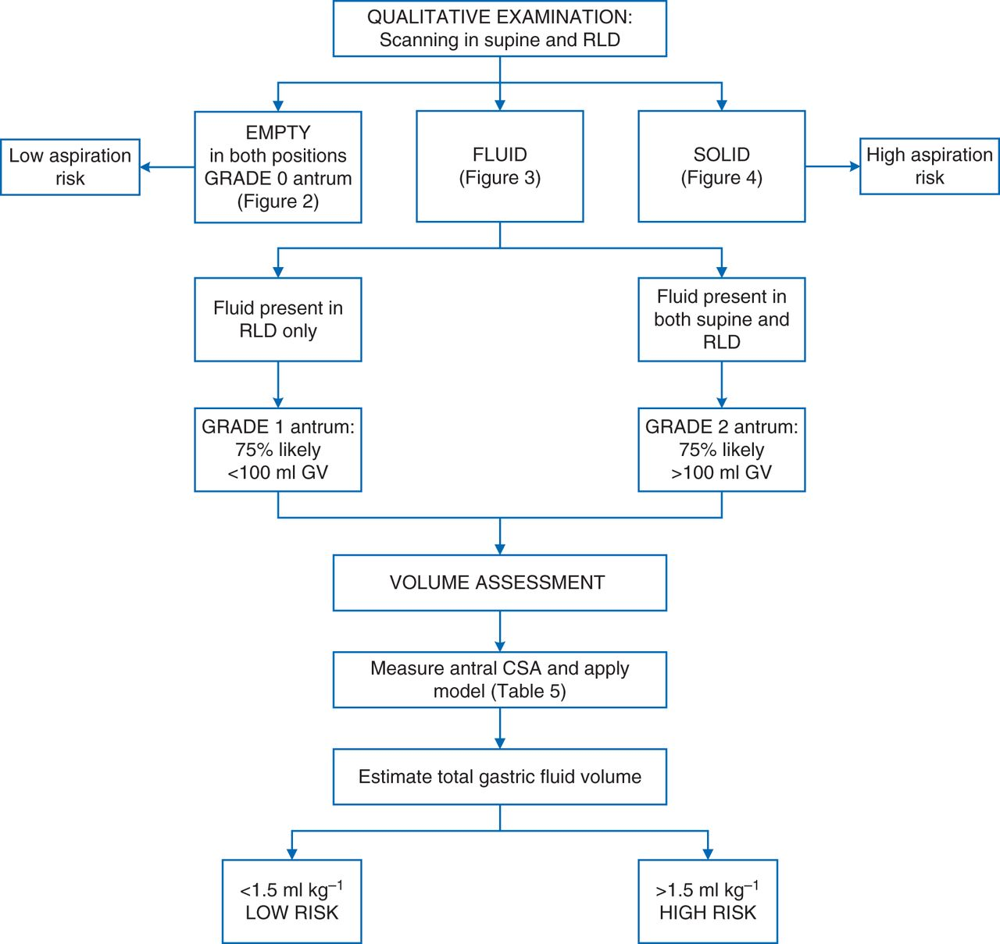 QUALITATIVE EXAMINATION:
Scanning in supine and RLD
EMPTY
in both positions
GRADE 0 antrum
(Figure 2)
FLUID
(Figure 3)
SOLID
(Figure 4)
Low aspiration
risk
High aspiration
risk
Fluid present in
RLD only
Fluid present in
both supine and
RLD
GRADE 1 antrum:
75% likely
<100 ml GV
GRADE 2 antrum:
75% likely
>100 ml GV
VOLUME ASSESSMENT
Measure antral CSA and apply
model (Table 5)
Estimate total gastric fluid volume
<1.5 ml kg⁻¹
LOW RISK
>1.5 ml kg⁻¹
HIGH RISK